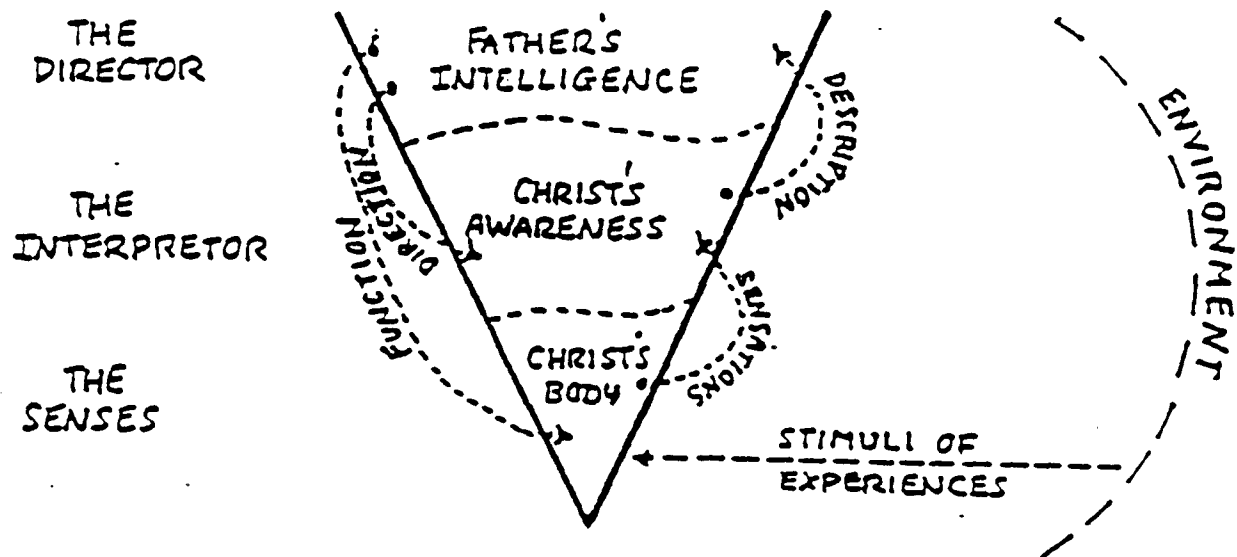 THE
DIRECTOR
FATHER'S
INTELLIGENCE
DESCRIPTION
ENVIRONMENT
THE
INTERPRETOR
CHRIST'S
AWARENESS
DIRECTION
FUNCTION
SENSATIONS
THE
SENSES
CHRIST'S
BODY
STIMULI OF
EXPERIENCES